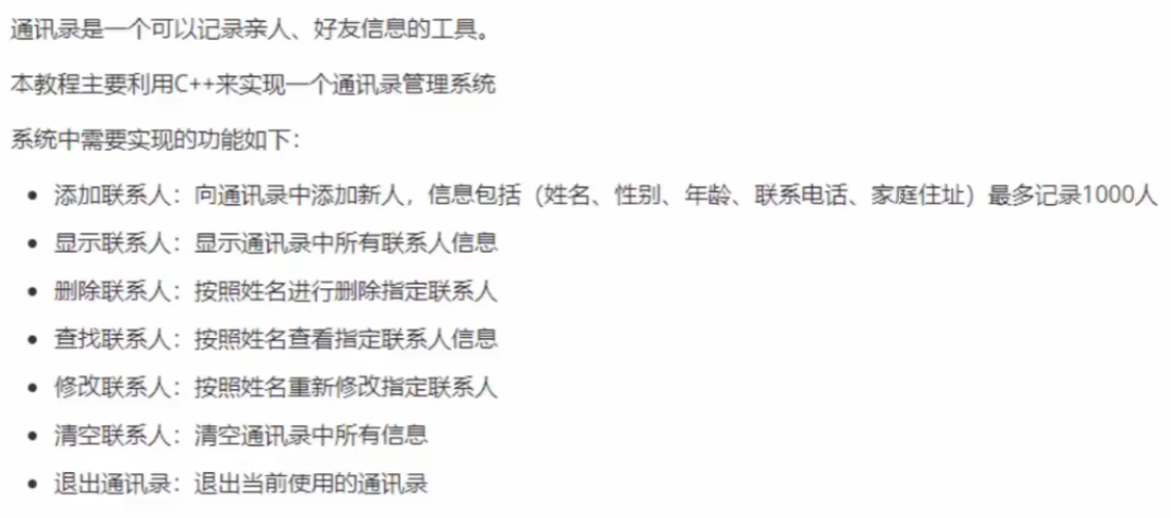 通讯录是一个可以记录亲人、好友信息的工具。
本教程主要利用C++来实现一个通讯录管理系统
系统中需要实现的功能如下：
• 添加联系人：向通讯录中添加新人，信息包括（姓名、性别、年龄、联系电话、家庭住址）最多记录1000人
• 显示联系人：显示通讯录中所有联系人信息
• 删除联系人：按照姓名进行删除指定联系人
• 查找联系人：按照姓名查看指定联系人信息
• 修改联系人：按照姓名重新修改指定联系人
• 清空联系人：清空通讯录中所有信息
• 退出通讯录：退出当前使用的通讯录